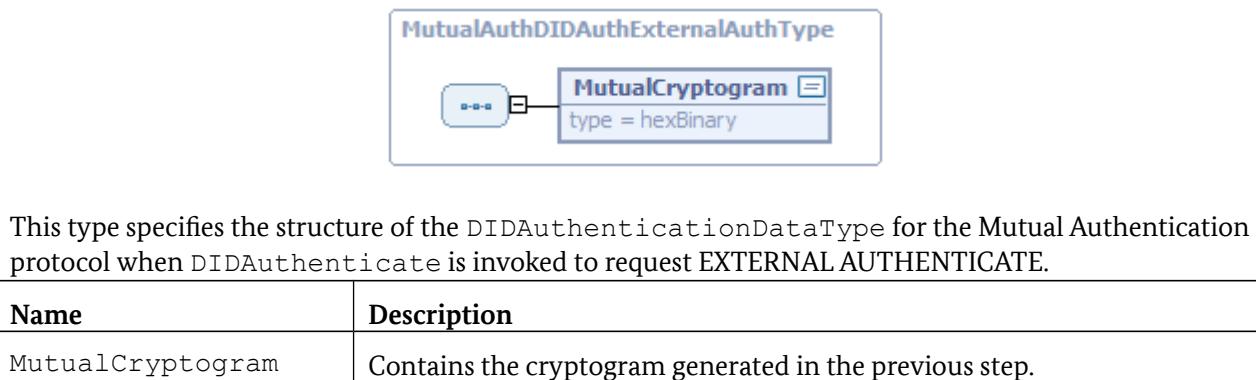 MutualAuthDIDAuthExternalAuthType
MutualCryptogram
type = hexBinary
This type specifies the structure of the DIDAuthenticationDataType for the Mutual Authentication
protocol when DIDAuthenticate is invoked to request EXTERNAL AUTHENTICATE.
Name Description
MutualCryptogram Contains the cryptogram generated in the previous step.